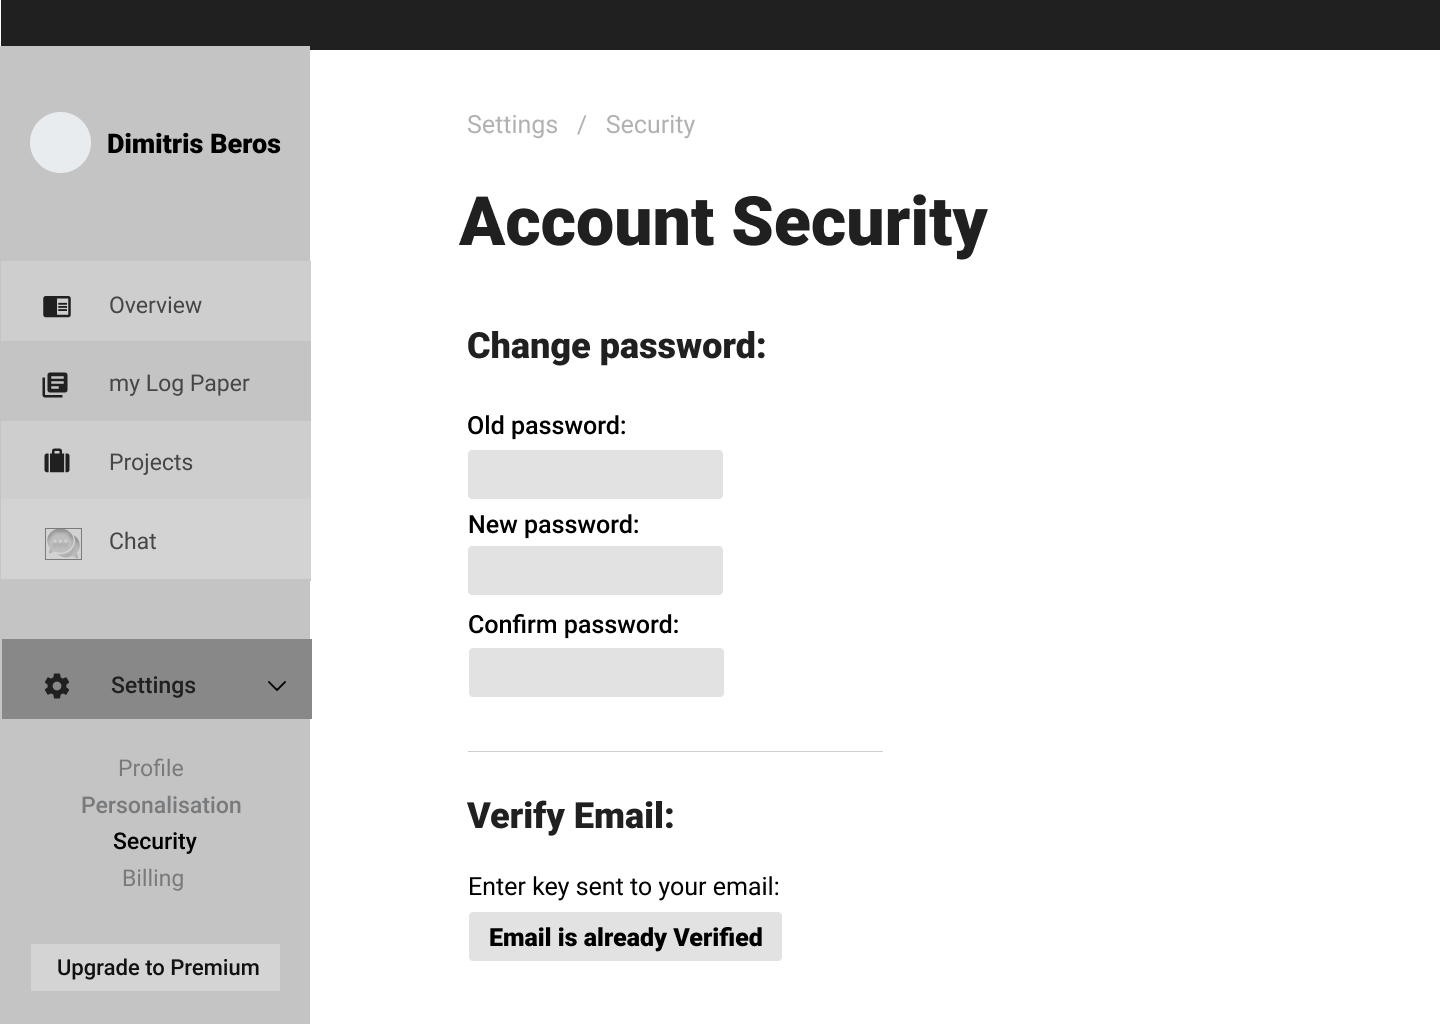 Dimitris Beros
Overview
my Log Paper
Projects
Chat
Settings
Profile
Personalisation
Security
Billing
Upgrade to Premium
Settings / Security
Account Security
Change password:
Old password:
New password:
Confirm password:
Verify Email:
Enter key sent to your email:
Email is already Verified